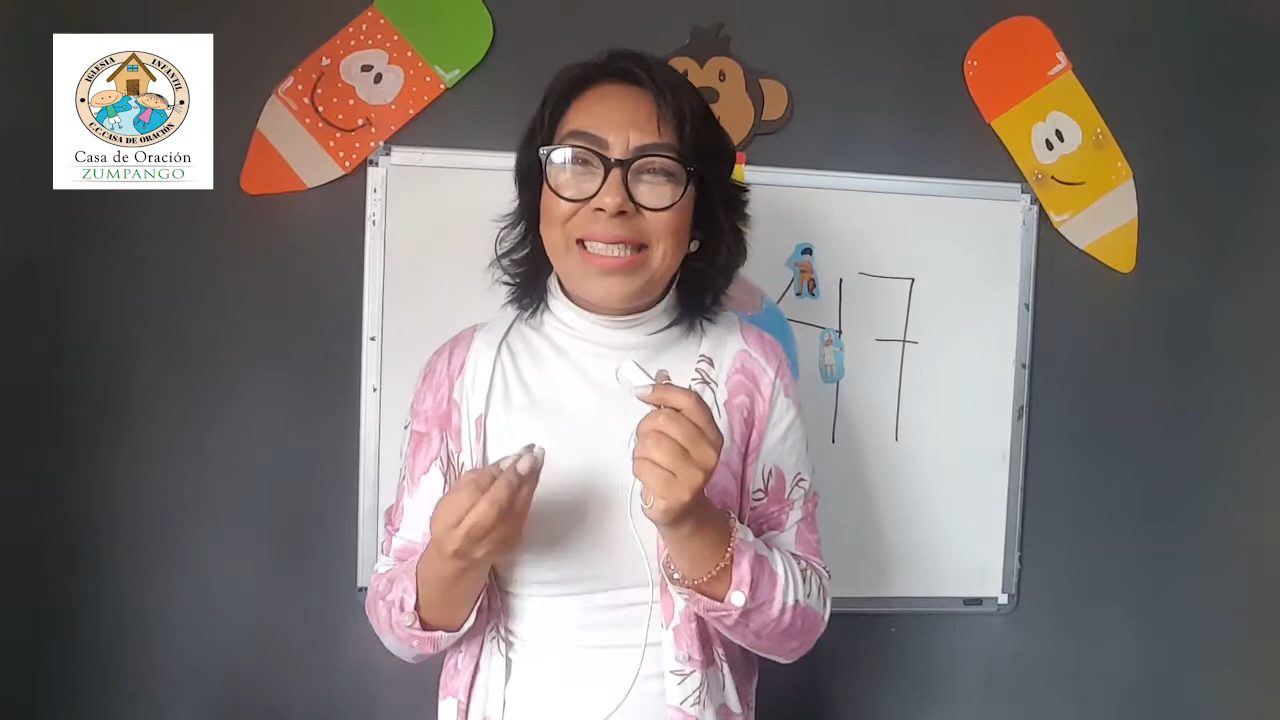 IGLESIA INFANTIL
C.C.CASA DE ORACIÓN
Casa de Oración
ZUMPANGO
47